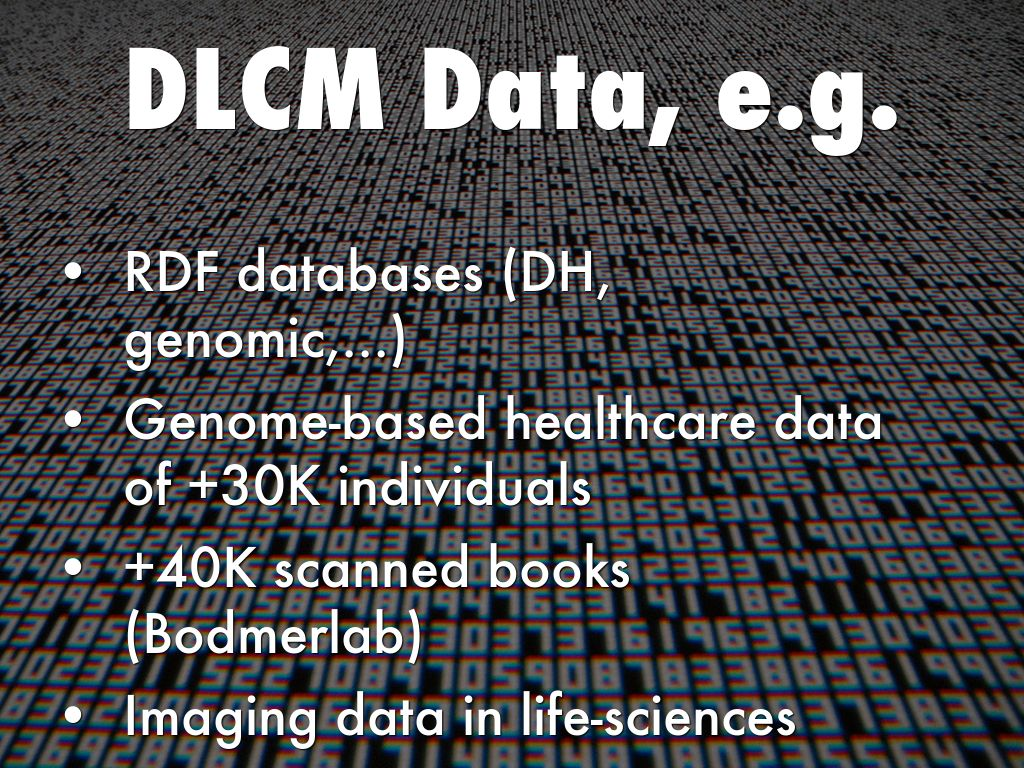 DLCM Data, e.g.
• RDF databases (DH,
genomic,...)
• Genome-based healthcare data
of +30K individuals
• +40K scanned books
(Bodmerlab)
• Imaging data in life-sciences